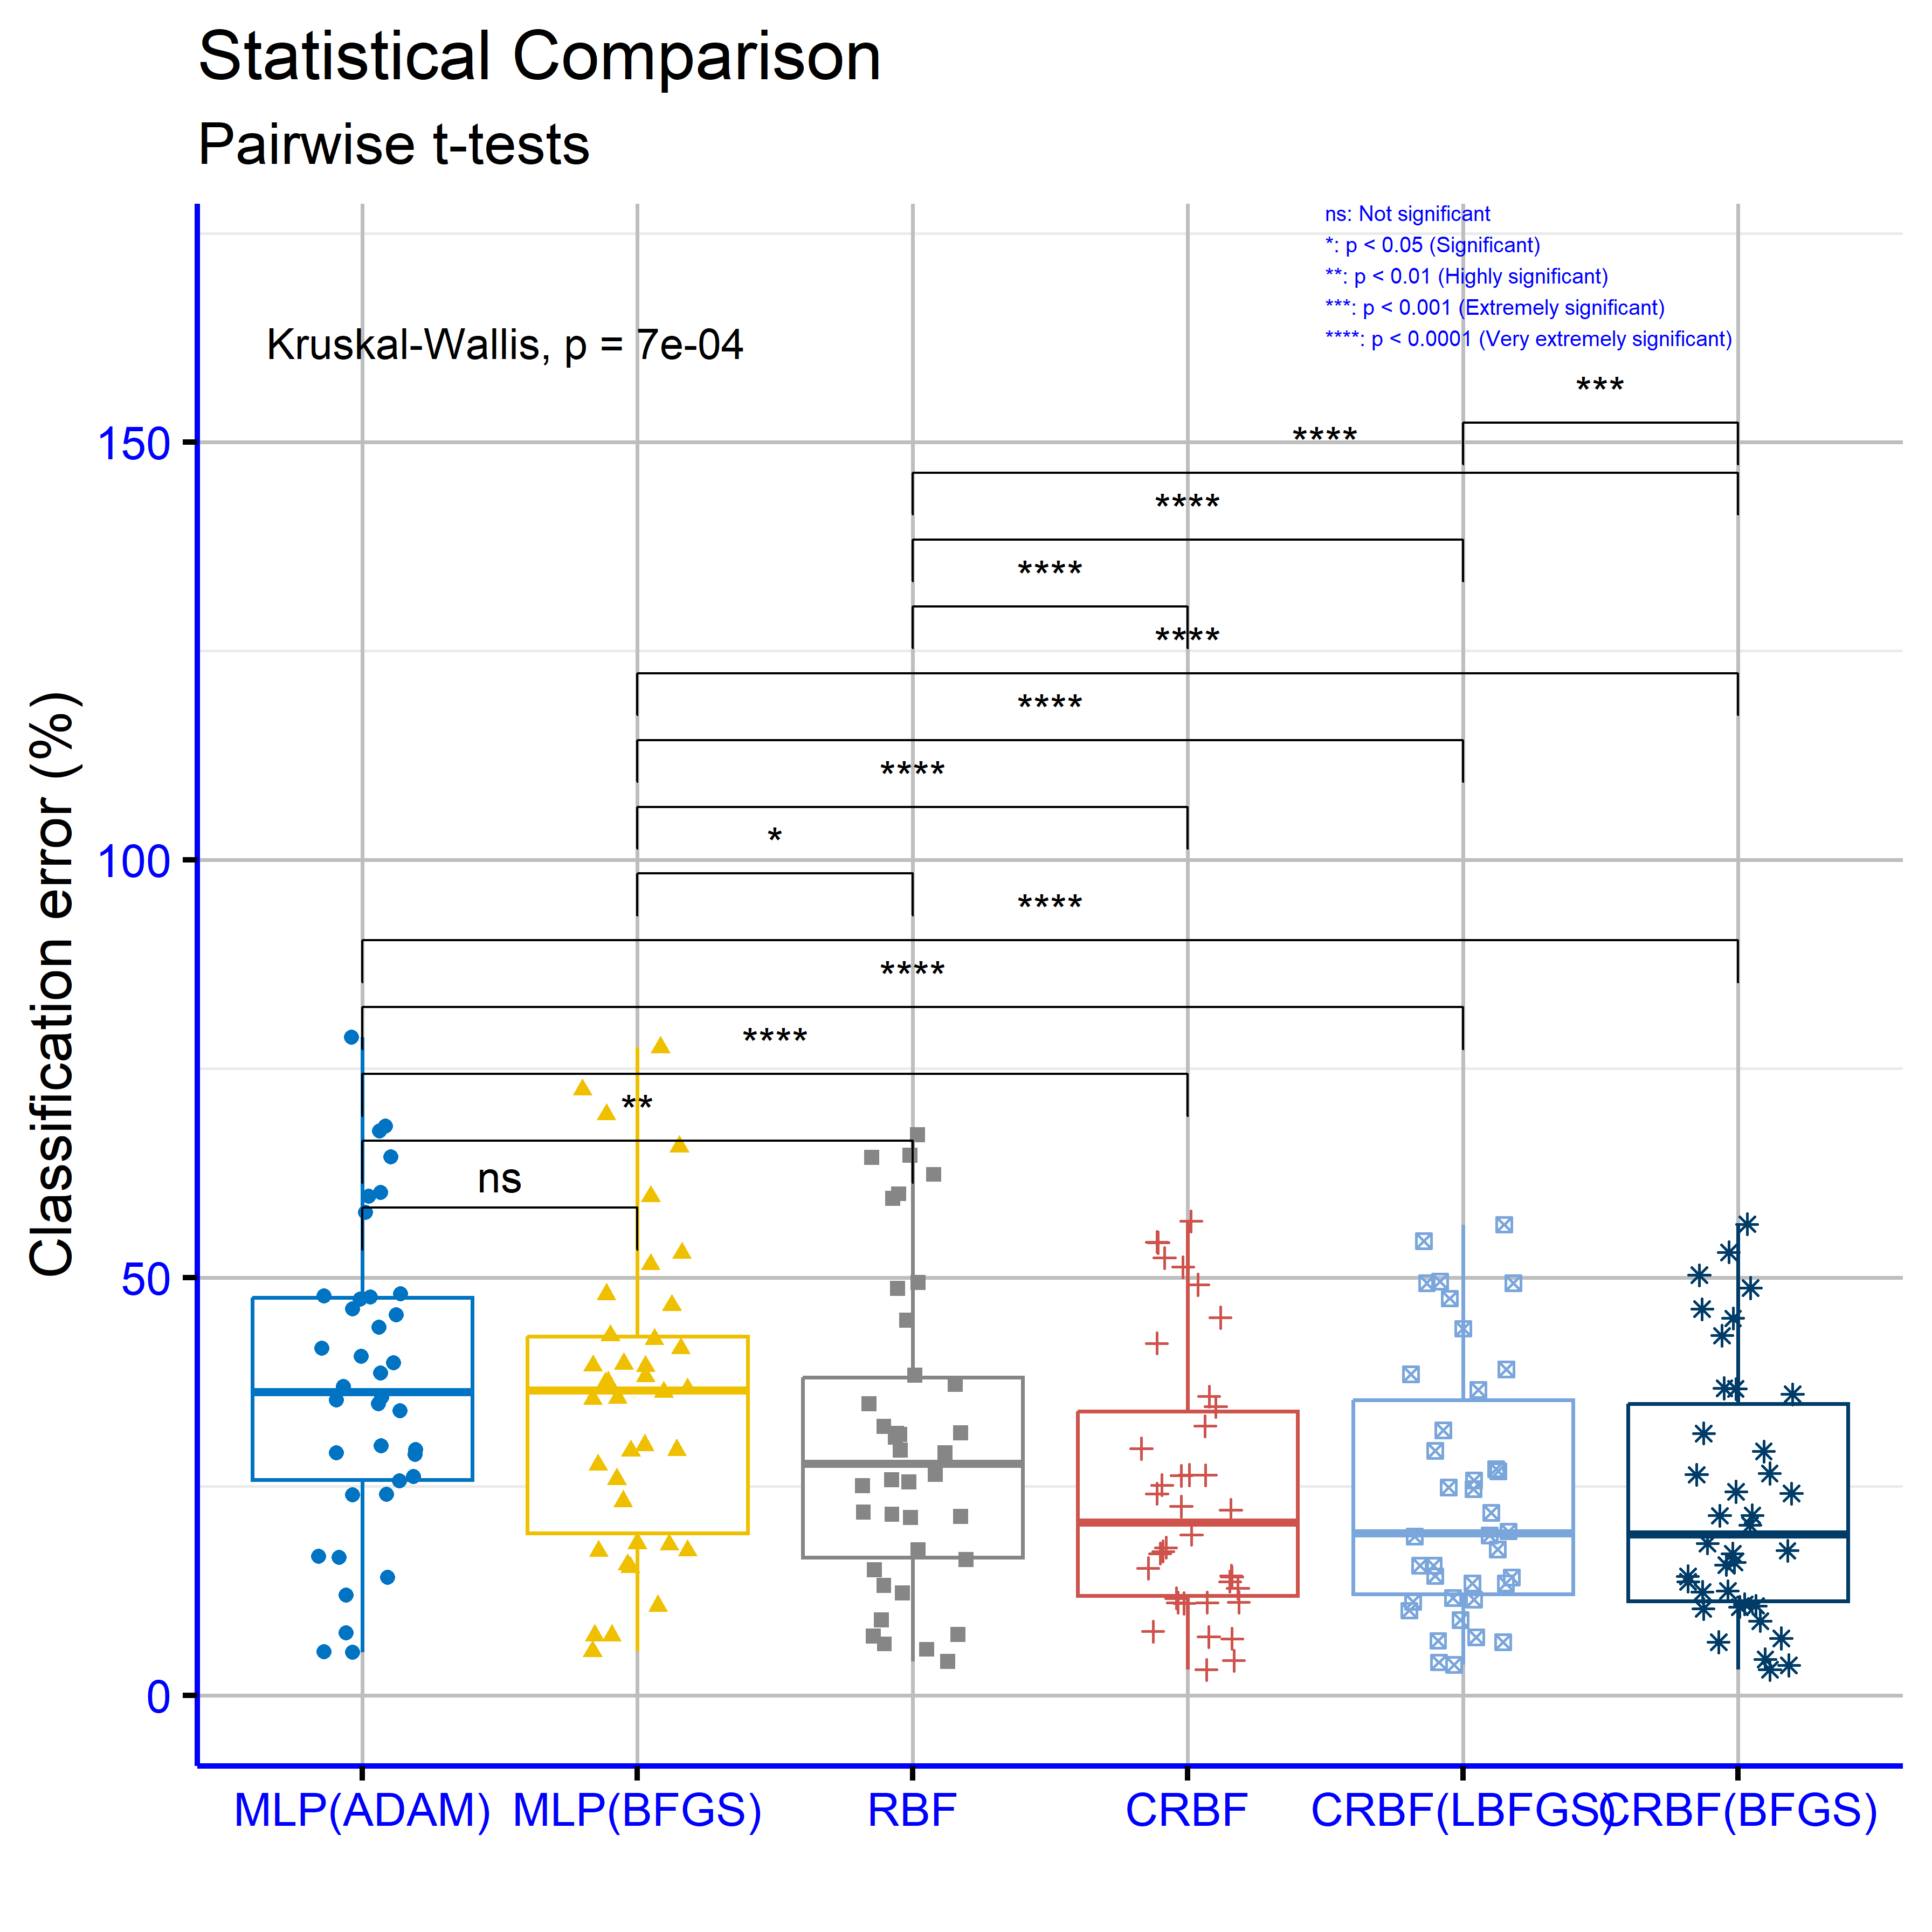 Statistical Comparison
Pairwise t-tests
ns: Not significant
*: p < 0.05 (Significant)
**: p < 0.01 (Highly significant)
***: p < 0.001 (Extremely significant)
****: p < 0.0001 (Very extremely significant)
Kruskal-Wallis, p = 7e-04
***
****
****
****
****
****
****
*
****
****
****
**
ns
Classification error (%)
150
100
50
0
MLP(ADAM) MLP(BFGS) RBF CRBF CRBF(LBFGS) CRBF(BFGS)